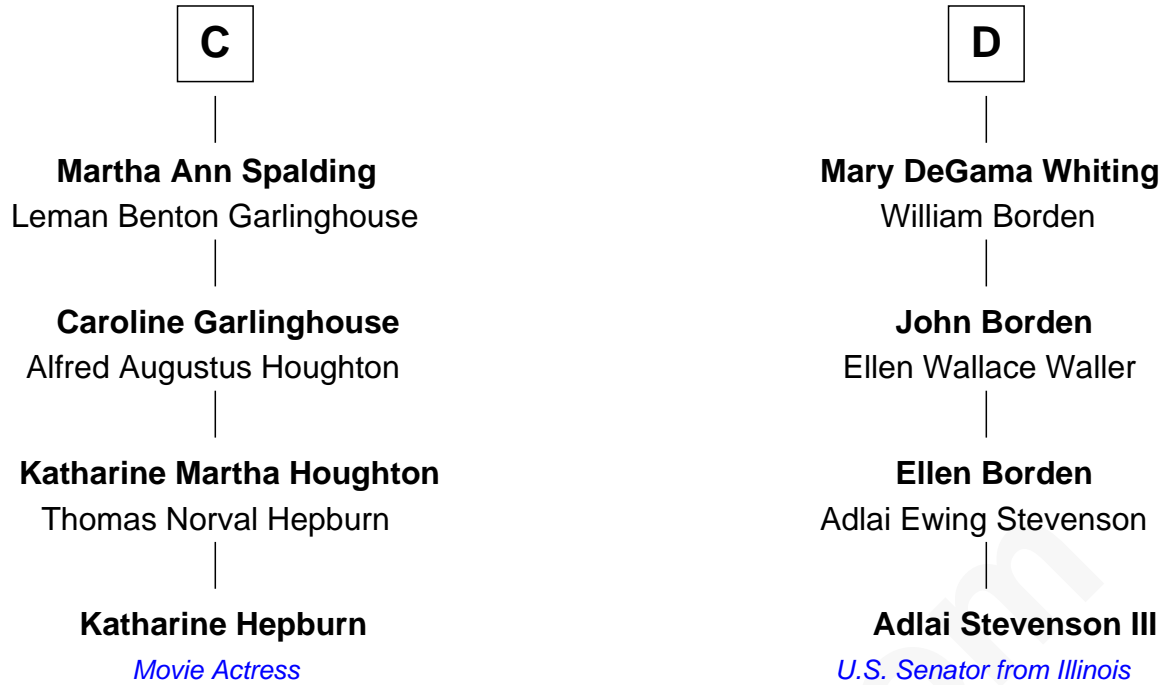 C
Martha Ann Spalding
Leman Benton Garlinghouse
Caroline Garlinghouse
Alfred Augustus Houghton
Katharine Martha Houghton
Thomas Norval Hepburn
Katharine Hepburn
Movie Actress
D
Mary DeGama Whiting
William Borden
John Borden
Ellen Wallace Waller
Ellen Borden
Adlai Ewing Stevenson
Adlai Stevenson III
U.S. Senator from Illinois